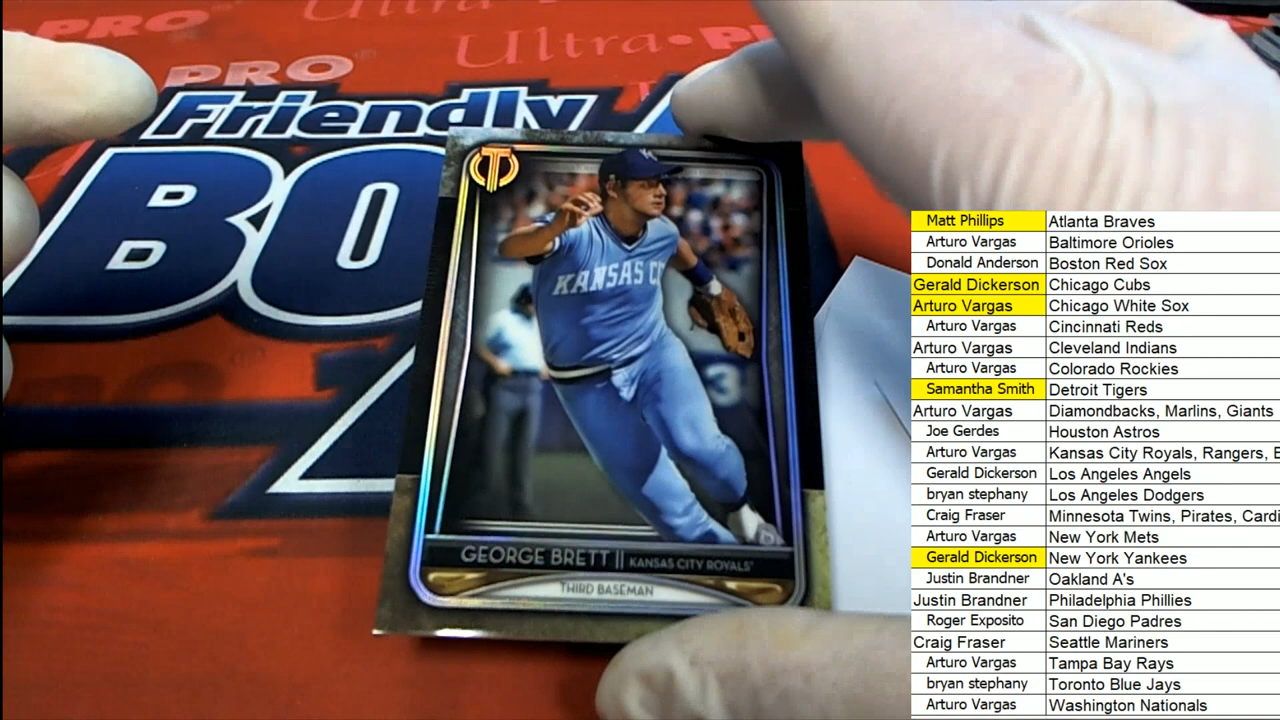 PRO
Ultra
Ultra•P
PRO
Friendly
BO
T
KANSAS C
3
GEORGE BRETT || KANSAS CITY ROYALS
THIRD BASEMAN
Matt Phillips Atlanta Braves
Arturo Vargas Baltimore Orioles
Donald Anderson Boston Red Sox
Gerald Dickerson Chicago Cubs
Arturo Vargas Chicago White Sox
Arturo Vargas Cincinnati Reds
Arturo Vargas Cleveland Indians
Arturo Vargas Colorado Rockies
Samantha Smith Detroit Tigers
Arturo Vargas Diamondbacks, Marlins, Giants
Joe Gerdes Houston Astros
Arturo Vargas Kansas City Royals, Rangers,
Gerald Dickerson Los Angeles Angels
bryan stephany Los Angeles Dodgers
Craig Fraser Minnesota Twins, Pirates, Cardi
Arturo Vargas New York Mets
Gerald Dickerson New York Yankees
Justin Brandner Oakland A's
Justin Brandner Philadelphia Phillies
Roger Exposito San Diego Padres
Craig Fraser Seattle Mariners
Arturo Vargas Tampa Bay Rays
bryan stephany Toronto Blue Jays
Arturo Vargas Washington Nationals